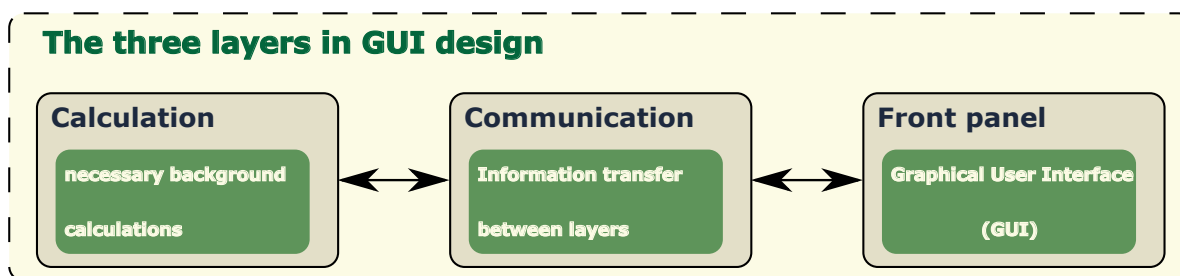 The three layers in GUI design
Calculation
necessary background
calculations
Communication
Information transfer
between layers
Front panel
Graphical User Interface
(GUI)